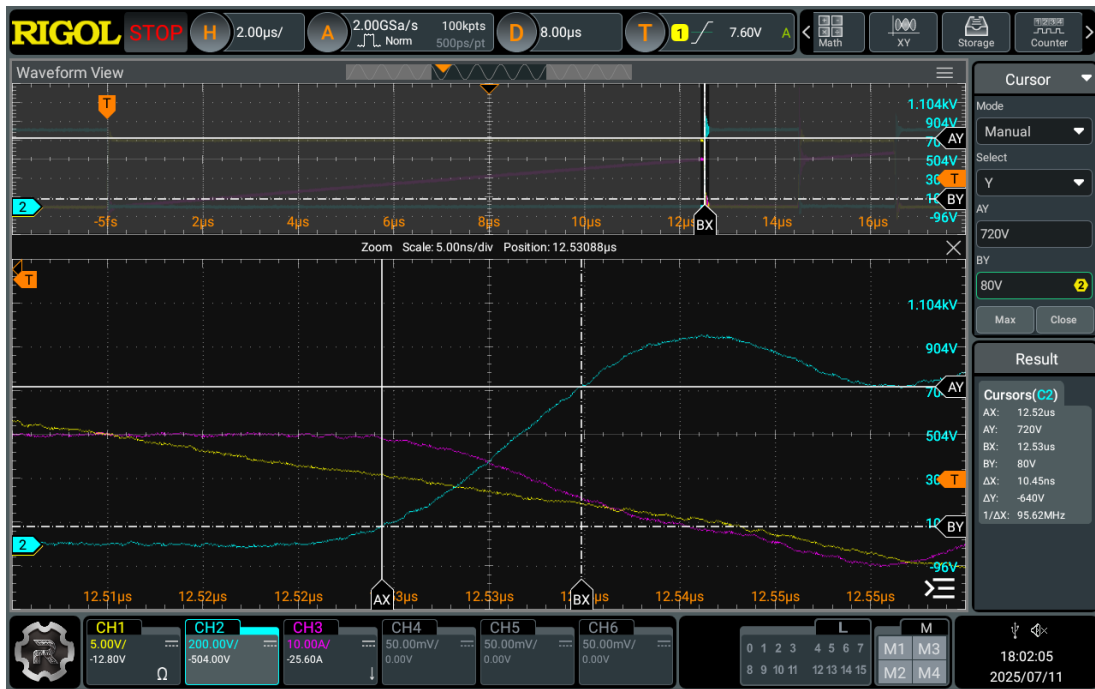 RIGOL STOP H 2.00µs/ A 2.00GSa/s Norm 100kpts 500ps/pt D 8.00µs T 1 7.60V A Math XY Storage Counter
Waveform View
T
1.104kV
904V
AY
504V
T
2
BY
-96V
-5fs 2µs 4µs 6µs 8µs 10µs 12µs BX 14µs 16µs
Zoom Scale: 5.00ns/div Position: 12.53088µs
T
1.104kV
904V
AY
504V
T
BY
2
-96V
12.51µs 12.52µs 12.52µs AX 12.53µs BX 12.54µs 12.55µs 12.55µs
Cursor
Mode
Manual
Select
Y
AY
720V
BY
80V 2
Max Close
Result
Cursors(C2)
AX: 12.52us
AY: 720V
BX: 12.53us
BY: 80V
ΔX: 10.45ns
ΔY: -640V
1/ΔX: 95.62MHz
CH1
5.00V/
-12.80V Ω
CH2
200.00V/
-504.00V
CH3
10.00A/
-25.60A
CH4
50.00mV/
0.00V
CH5
50.00mV/
0.00V
CH6
50.00mV/
0.00V
L
0 1 2 3 4 5 6 7
8 9 10 11 12 13 14 15
M
M1 M3
M2 M4
18:02:05
2025/07/11